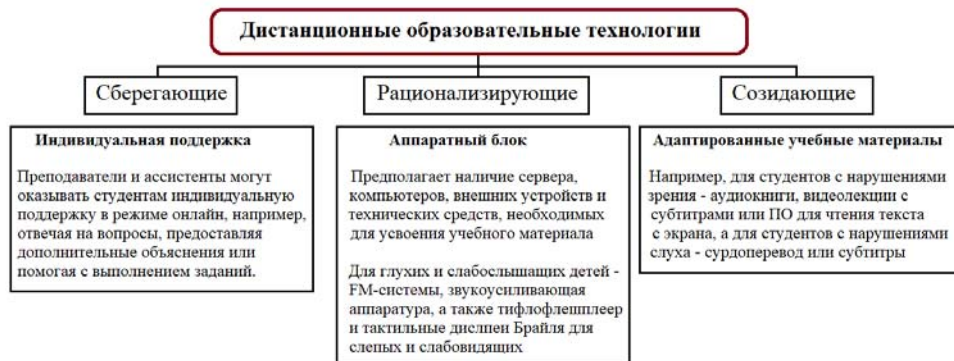 Дистанционные образовательные технологии
Сберегающие
Рационализирующие
Созидающие
Индивидуальная поддержка
Преподаватели и ассистенты могут
оказывать студентам индивидуальную
поддержку в режиме онлайн, например,
отвечая на вопросы, предоставляя
дополнительные объяснения или
помогая с выполнением заданий.
Аппаратный блок
Предполагает наличие сервера,
компьютеров, внешних устройств и
технических средств, необходимых
для усвоения учебного материала
Для глухих и слабослышащих детей -
FM-системы, звукоусиливающая
аппаратура, а также тифлофлешплеер
и тактильные дислпеи Брайля для
слепых и слабовидящих
Адаптированные учебные материалы
Например, для студентов с нарушениями
зрения - аудиокниги, видеолекции с
субтитрами или ПО для чтения текста
с экрана, а для студентов с нарушениями
слуха - сурдоперевод или субтитры